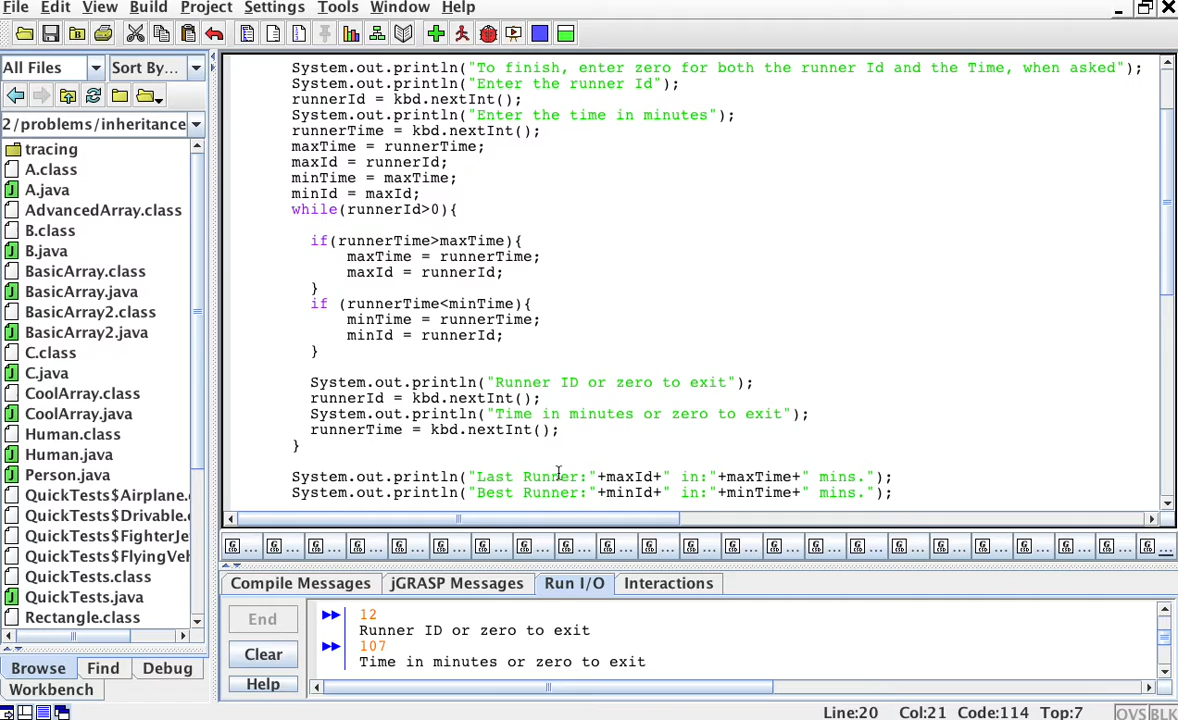 File Edit View Build Project Settings Tools Window Help
All Files
Sort By...
2/problems/inheritance
tracing
A.class
A.java
AdvancedArray.class
B.class
B.java
BasicArray.class
BasicArray.java
BasicArray2.class
BasicArray2.java
C.class
C.java
CoolArray.class
CoolArray.java
Human.class
Human.java
Person.java
QuickTests$Airplane.
QuickTests$Drivable.
QuickTests$FighterJe
QuickTests$FlyingVeh
QuickTests.class
QuickTests.java
Rectangle.class
Browse Find Debug
Workbench
System.out.println("To finish, enter zero for both the runner Id and the Time, when asked");
System.out.println("Enter the runner Id");
runnerId = kbd.nextInt();
System.out.println("Enter the time in minutes");
runnerTime = kbd.nextInt();
maxTime = runnerTime;
maxId = runnerId;
minTime = maxTime;
minId = maxId;
while(runnerId>0){
if(runnerTime>maxTime){
maxTime = runnerTime;
maxId = runnerId;
}
if (runnerTime<minTime){
minTime = runnerTime;
minId = runnerId;
}
System.out.println("Runner ID or zero to exit");
runnerId = kbd.nextInt();
System.out.println("Time in minutes or zero to exit");
runnerTime = kbd.nextInt();
}
System.out.println("Last Runner:"+maxId+" in:"+maxTime+" mins.");
System.out.println("Best Runner:"+minId+" in:"+minTime+" mins.");
Compile Messages jGRASP Messages Run I/O Interactions
End
Clear
Help
12
Runner ID or zero to exit
107
Time in minutes or zero to exit
Line:20 Col:21 Code:114 Top:7 OVS BLK